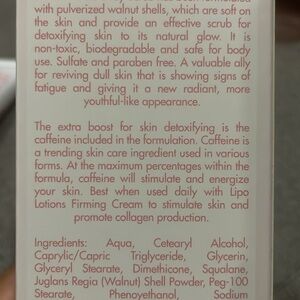 with pulverized walnut shells, which are soft on
the skin and provide an effective scrub for
detoxifying skin to its natural glow. It is
non-toxic, biodegradable and safe for body
use. Sulfate and paraben free. A valuable ally
for reviving dull skin that is showing signs of
fatigue and giving it a new radiant, more
youthful-like appearance.
The extra boost for skin detoxifying is the
caffeine included in the formulation. Caffeine is
a trending skin care ingredient used in various
forms. At the maximum percentages within the
formula, caffeine will stimulate and energize
your skin. Best when used daily with Lipo
Lotions Firming Cream to stimulate skin and
promote collagen production.
Ingredients: Aqua, Cetearyl Alcohol,
Caprylic/Capric Triglyceride, Glycerin,
Glyceryl Stearate, Dimethicone, Squalane,
Juglans Regia (Walnut) Shell Powder, Peg-100
Stearate, Phenoxyethanol, Sodium